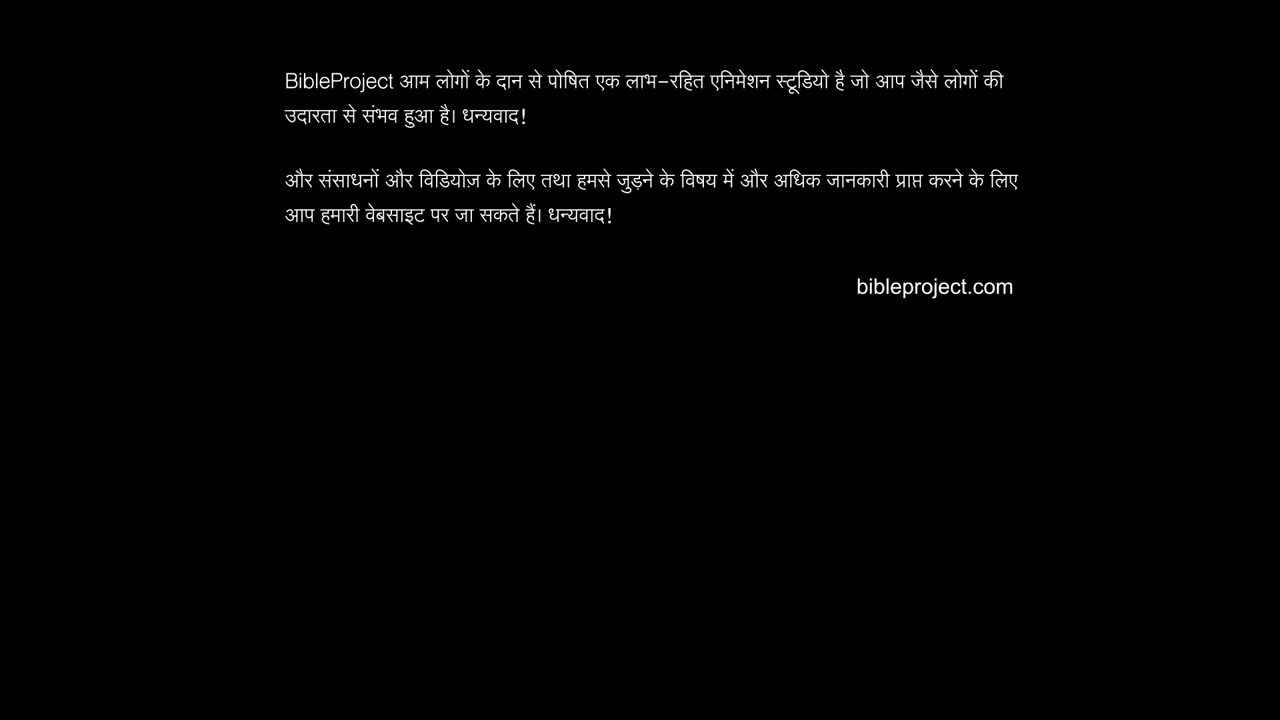 BibleProject आम लोगों के दान से पोषित एक लाभ-रहित एनिमेशन स्टूडियो है जो आप जैसे लोगों की
उदारता से संभव हुआ है। धन्यवाद!
और संसाधनों और विडियोज़ के लिए तथा हमसे जुड़ने के विषय में और अधिक जानकारी प्राप्त करने के लिए
आप हमारी वेबसाइट पर जा सकते हैं। धन्यवाद!
bibleproject.com